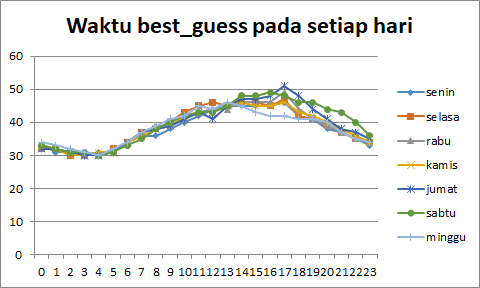 Waktu best_guess pada setiap hari
60
50
40
30
20
10
0
0 1 2 3 4 5 6 7 8 9 10 11 12 13 14 15 16 17 18 19 20 21 22 23
senin
selasa
rabu
kamis
jumat
sabtu
minggu